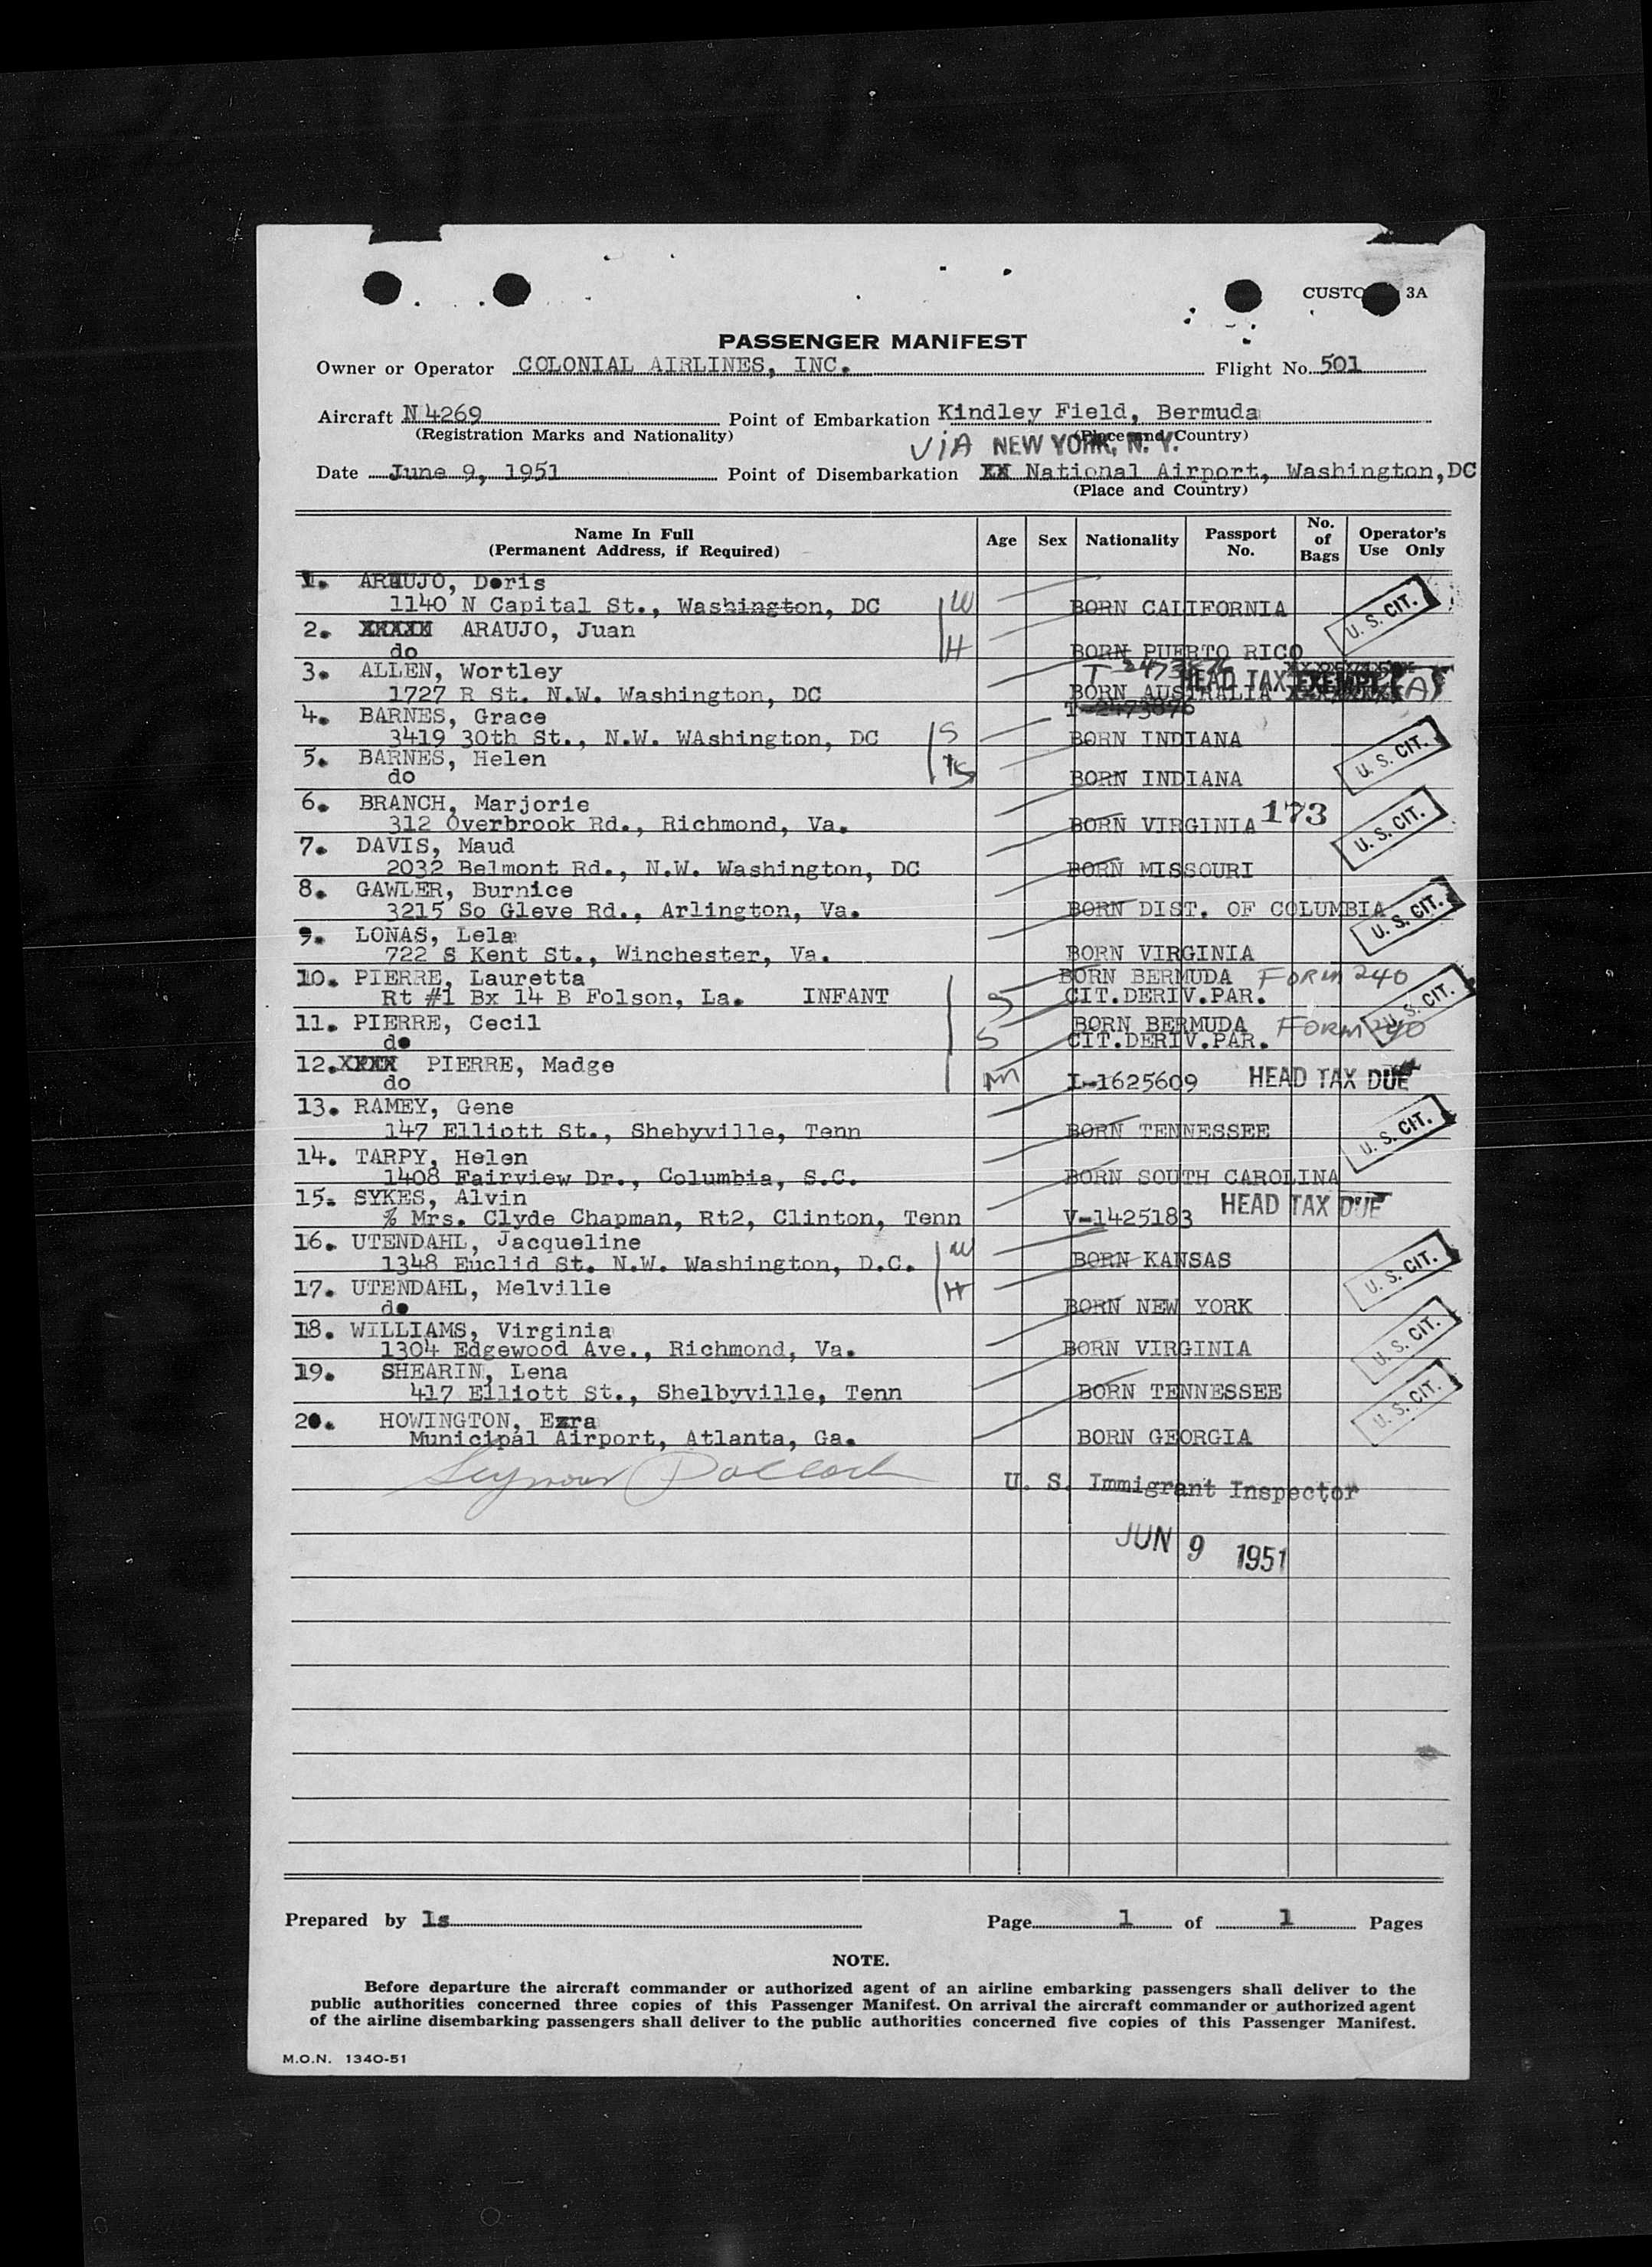 CUSTO 3A
PASSENGER MANIFEST
Owner or Operator COLONIAL AIRLINES, INC. Flight No. 501
Aircraft N 4269 Point of Embarkation Kindley Field, Bermuda
(Registration Marks and Nationality) (Place and Country)
ViA NEW YORK, N. Y.
Date June 9, 1951 Point of Disembarkation XX National Airport, Washington,DC
(Place and Country)
Name In Full (Permanent Address, if Required) Age Sex Nationality Passport No. No. of Bags Operator's Use Only
1. ARAUJO, Doris
1140 N Capital St., Washington, DC W BORN CALIFORNIA U. S. CIT.
2. XXXXX ARAUJO, Juan
do H BORN PUERTO RICO
3. ALLEN, Wortley T-2473876 HEAD TAX EXEMPT
1727 R St. N.W. Washington, DC BORN AUSTRALIA (A)
T-2473876
4. BARNES, Grace
3419 30th St., N.W. WAshington, DC S BORN INDIANA U. S. CIT.
5. BARNES, Helen
do S BORN INDIANA
6. BRANCH, Marjorie
312 Overbrook Rd., Richmond, Va. BORN VIRGINIA 173 U. S. CIT.
7. DAVIS, Maud
2032 Belmont Rd., N.W. Washington, DC BORN MISSOURI
8. GAWLER, Burnice
3215 So Gleve Rd., Arlington, Va. BORN DIST. OF COLUMBIA U. S. CIT.
9. LONAS, Lela
722 S Kent St., Winchester, Va. BORN VIRGINIA
10. PIERRE, Lauretta BORN BERMUDA FORM 240
Rt #1 Bx 14 B Folson, La. INFANT S CIT.DERIV.PAR. U. S. CIT.
11. PIERRE, Cecil BORN BERMUDA FORM 240
do S CIT.DERIV.PAR.
12.XXXXX PIERRE, Madge
do M I-1625609 HEAD TAX DUE
13. RAMEY, Gene
147 Elliott St., Shebyville, Tenn BORN TENNESSEE U. S. CIT.
14. TARPY, Helen
1408 Fairview Dr., Columbia, S.C. BORN SOUTH CAROLINA
15. SYKES, Alvin
% Mrs. Clyde Chapman, Rt2, Clinton, Tenn V-1425183 HEAD TAX DUE
16. UTENDAHL, Jacqueline
1348 Euclid St. N.W. Washington, D.C. W BORN KANSAS U. S. CIT.
17. UTENDAHL, Melville
do H BORN NEW YORK
18. WILLIAMS, Virginia
1304 Edgewood Ave., Richmond, Va. BORN VIRGINIA U. S. CIT.
19. SHEARIN, Lena
417 Elliott St., Shelbyville, Tenn BORN TENNESSEE U. S. CIT.
20. HOWINGTON, Ezra
Municipal Airport, Atlanta, Ga. BORN GEORGIA
Seymour Pollack U. S. Immigrant Inspector
JUN 9 1951
Prepared by ls Page 1 of 1 Pages
NOTE.
Before departure the aircraft commander or authorized agent of an airline embarking passengers shall deliver to the
public authorities concerned three copies of this Passenger Manifest. On arrival the aircraft commander or authorized agent
of the airline disembarking passengers shall deliver to the public authorities concerned five copies of this Passenger Manifest.
M.O.N. 1340-51